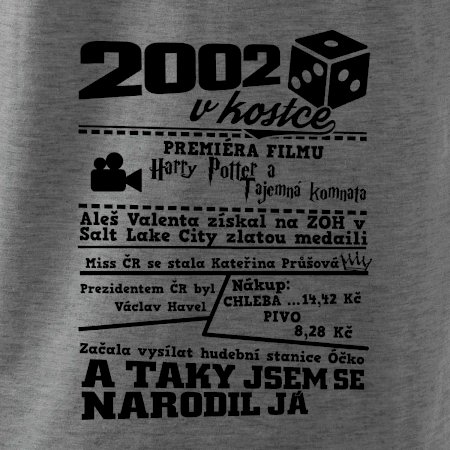 2002
v kostce
PREMIÉRA FILMU
Harry Potter a
Tajemná komnata
Aleš Valenta získal na ZOH v
Salt Lake City zlatou medaili
Miss ČR se stala Kateřina Průšová
Prezidentem ČR byl
Václav Havel
Nákup:
CHLEBA ...14,42 Kč
PIVO
8,28 Kč
Začala vysílat hudební stanice Óčko
A TAKY JSEM SE
NARODIL JÁ